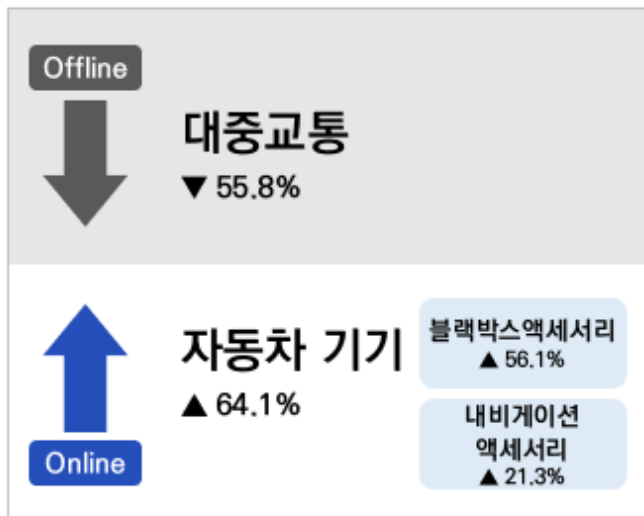 Offline
대중교통
▼ 55.8%
자동차 기기
▲ 64.1%
Online
블랙박스액세서리
▲ 56.1%
내비게이션
액세서리
▲ 21.3%